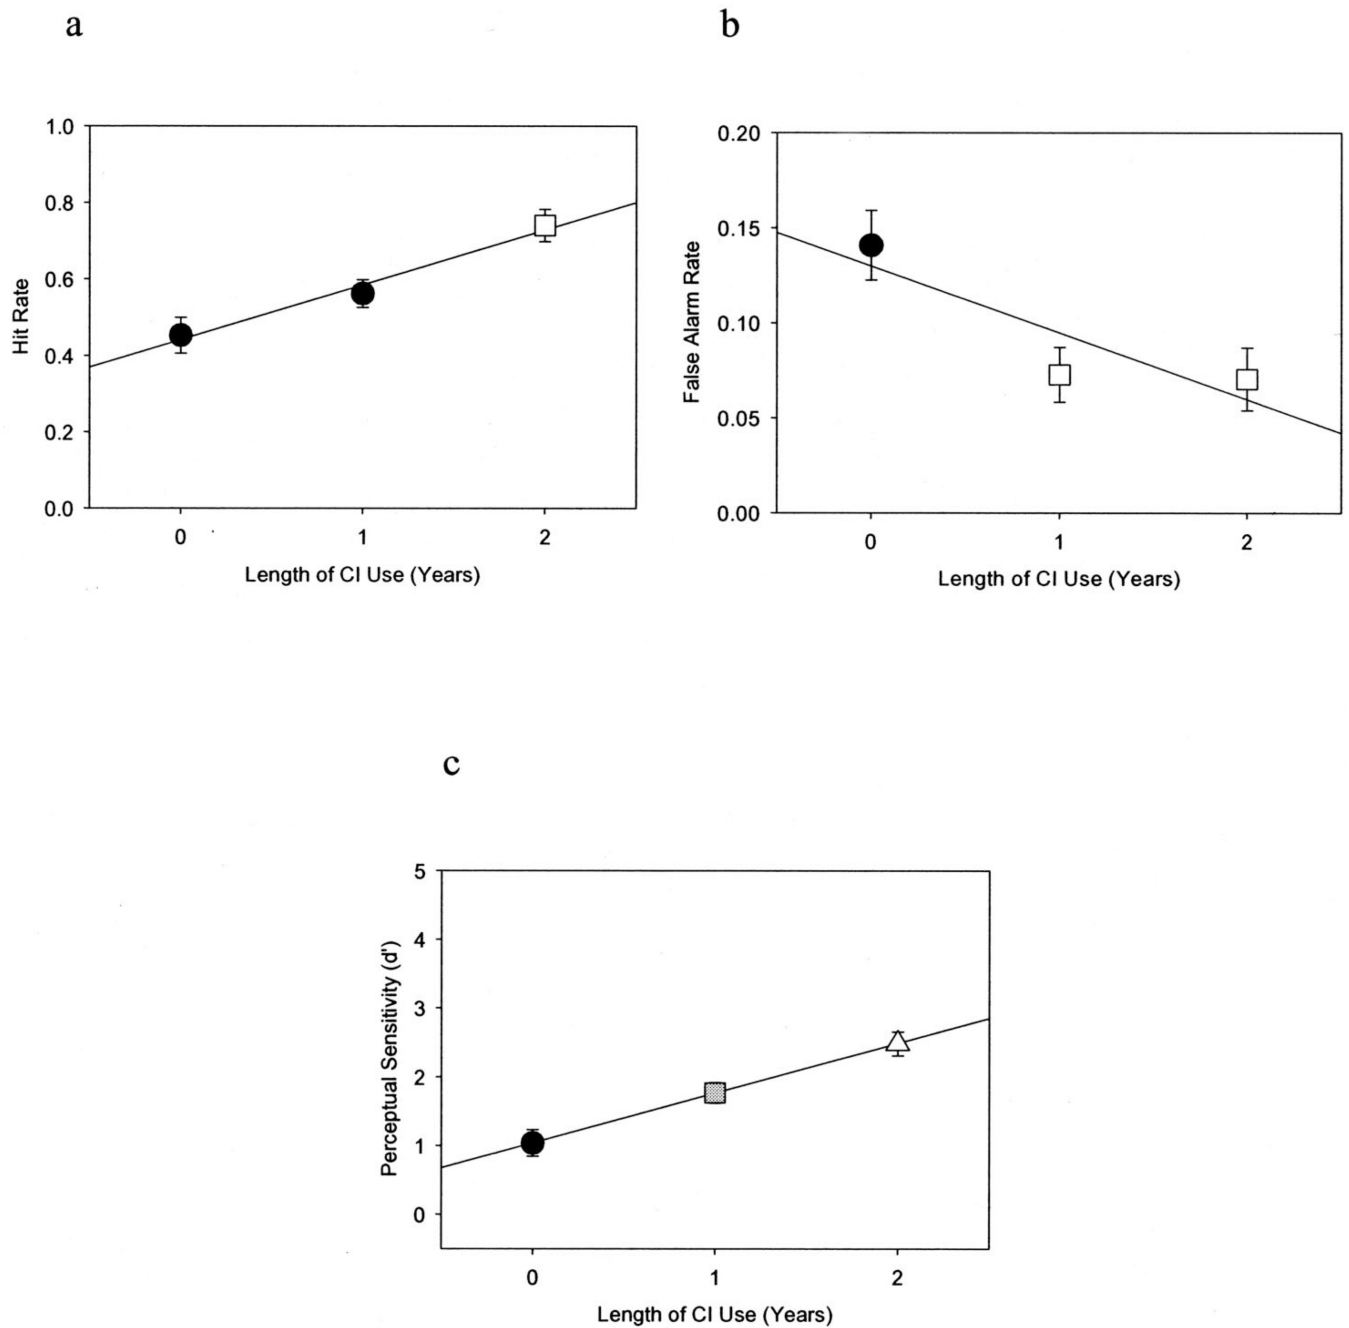 a
1.0
0.8
0.6
0.4
0.2
0.0
Hit Rate
0
1
2
Length of CI Use (Years)
b
0.20
0.15
0.10
0.05
0.00
False Alarm Rate
0
1
2
Length of CI Use (Years)
c
5
4
3
2
1
0
Perceptual Sensitivity (d')
0
1
2
Length of CI Use (Years)